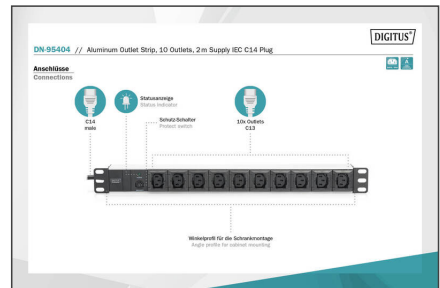 DIGITUS®
DN-95404 // Aluminum Outlet Strip, 10 Outlets, 2 m Supply IEC C14 Plug
Anschlüsse
Connections
Statusanzeige
Status indicator
C14
male
Schutz-Schalter
Protect switch
10x Outlets
C13
Winkelprofil für die Schrankmontage
Angle profile for cabinet mounting